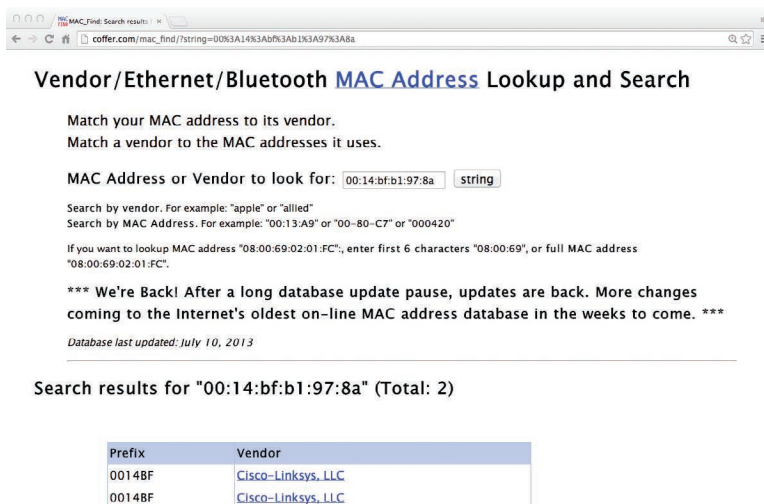 MAC FIND MAC_Find: Search results
coffer.com/mac_find/?string=00%3A14%3Abf%3Ab1%3A97%3A8a
Vendor/Ethernet/Bluetooth MAC Address Lookup and Search
Match your MAC address to its vendor.
Match a vendor to the MAC addresses it uses.
MAC Address or Vendor to look for: 00:14:bf:b1:97:8a string
Search by vendor. For example: "apple" or "allied"
Search by MAC Address. For example: "00:13:A9" or "00-80-C7" or "000420"
If you want to lookup MAC address "08:00:69:02:01:FC":, enter first 6 characters "08:00:69", or full MAC address
"08:00:69:02:01:FC".
*** We're Back! After a long database update pause, updates are back. More changes
coming to the Internet's oldest on-line MAC address database in the weeks to come. ***
Database last updated: July 10, 2013
Search results for "00:14:bf:b1:97:8a" (Total: 2)
Prefix Vendor
0014BF Cisco-Linksys, LLC
0014BF Cisco-Linksys, LLC